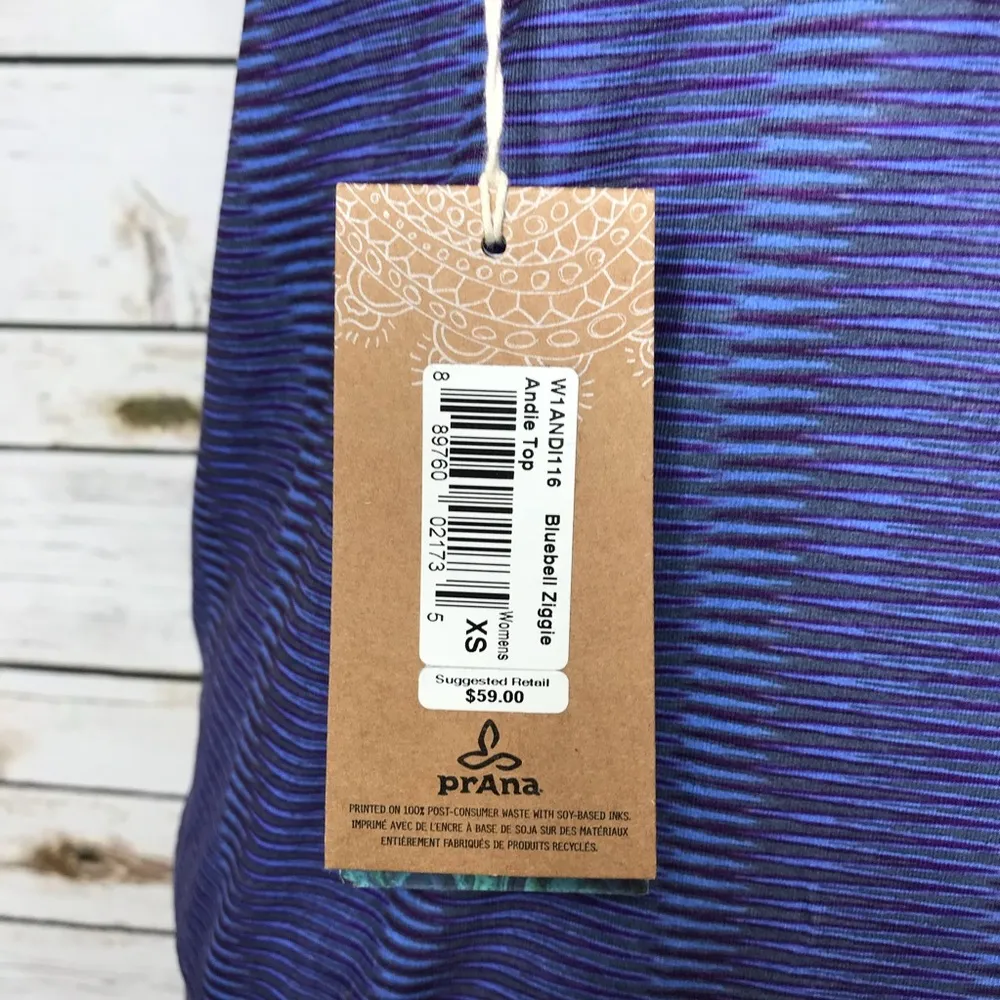 W1ANDI116 Bluebell Ziggie
Andie Top
8 89760 02173 5
Womens
XS
Suggested Retail
$59.00
prAna
PRINTED ON 100% POST-CONSUMER WASTE WITH SOY-BASED INKS.
IMPRIMÉ AVEC DE L'ENCRE À BASE DE SOJA SUR DES MATÉRIAUX
ENTIÈREMENT FABRIQUÉS DE PRODUITS RECYCLÉS.